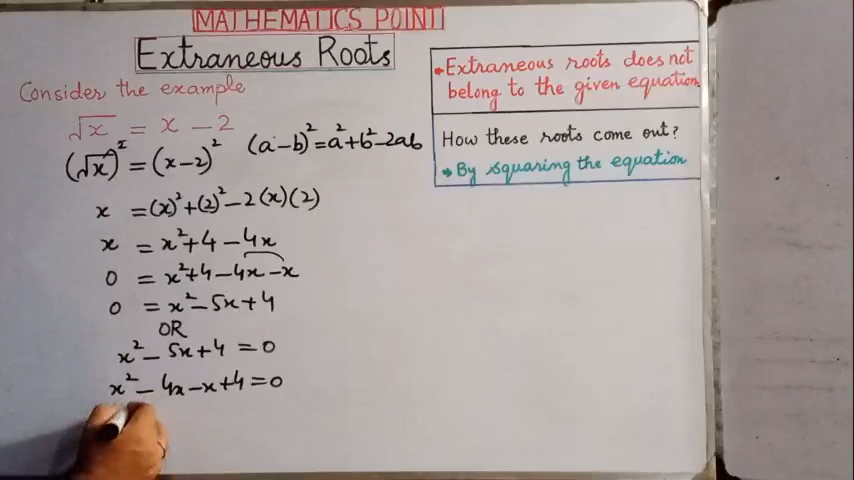 MATHEMATICS POINT
Extraneous Roots
Consider the example
√x = x - 2
(√x)² = (x-2)² (a-b)² = a² + b² - 2ab
x = (x)² + (2)² - 2(x)(2)
x = x² + 4 - 4x
0 = x² + 4 - 4x - x
0 = x² - 5x + 4
OR
x² - 5x + 4 = 0
x² - 4x - x + 4 = 0
Extraneous roots does not
belong to the given equation.
How these roots come out?
By squaring the equation